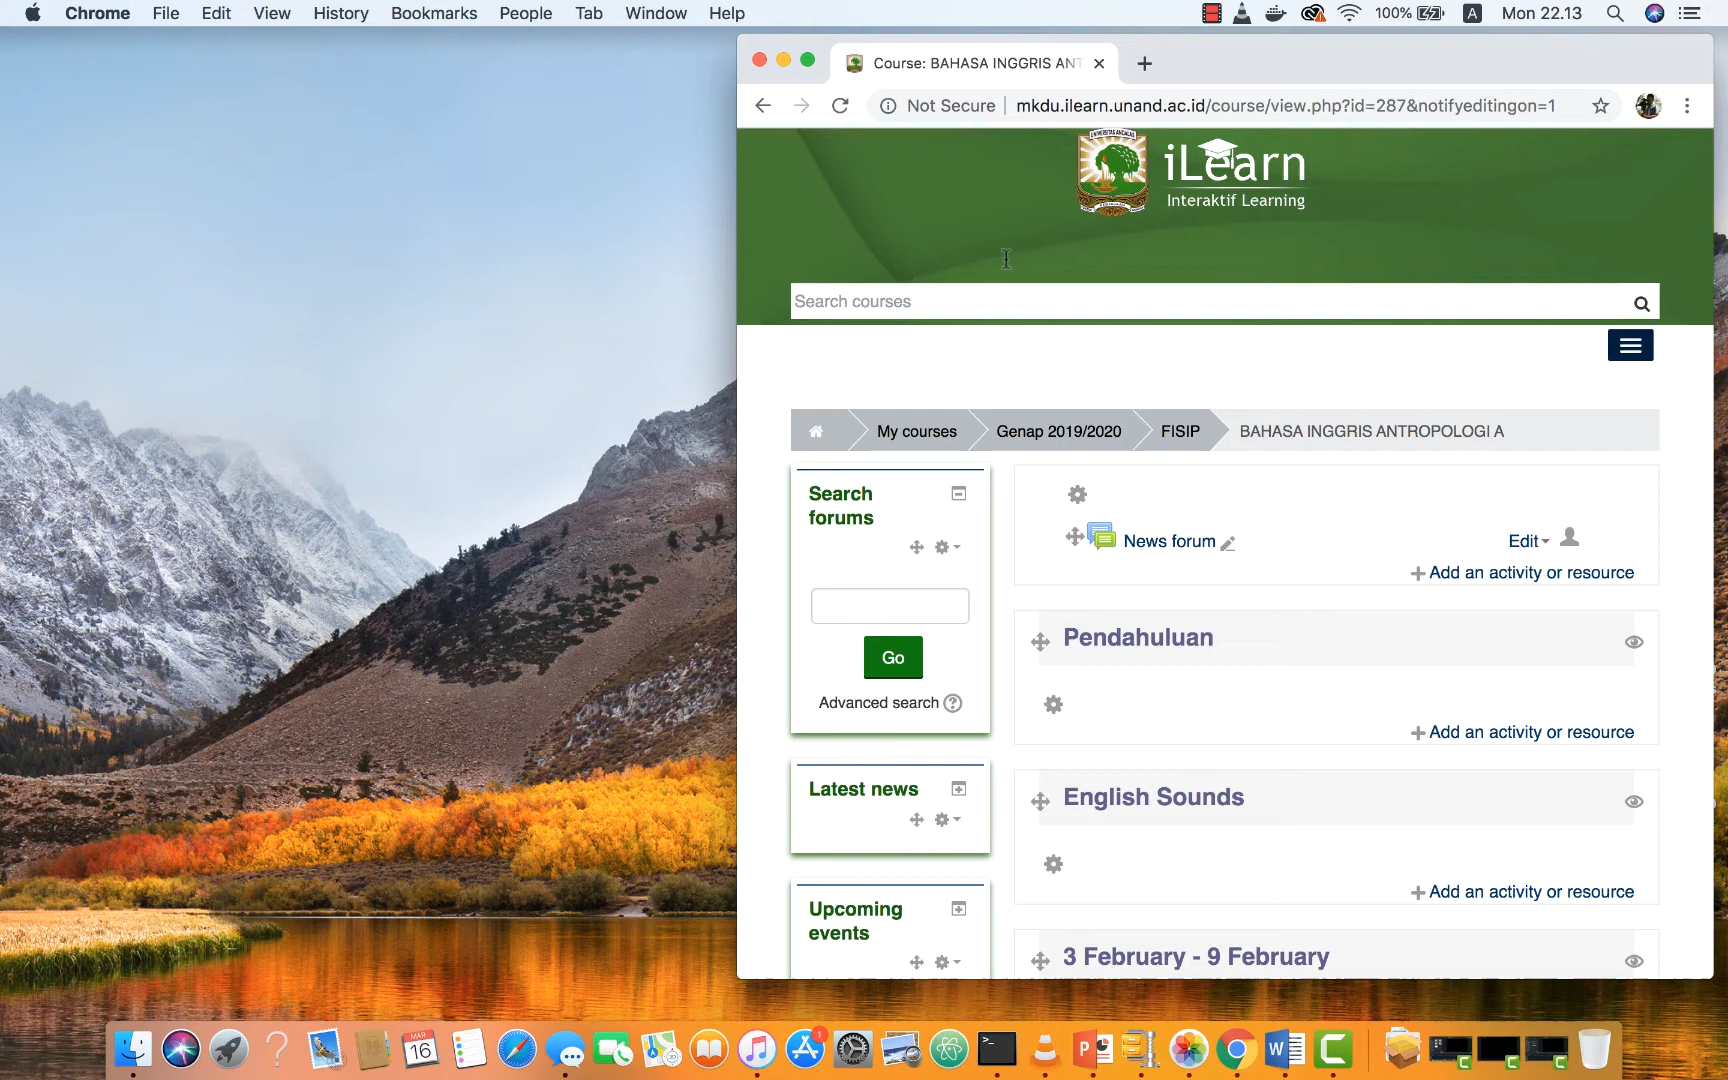 Chrome File Edit View History Bookmarks People Tab Window Help
100% A Mon 22.13
Course: BAHASA INGGRIS ANT
Not Secure mkdu.ilearn.unand.ac.id/course/view.php?id=287&notifyeditingon=1
UNIVERSITAS ANDALAS
iLearn
Interaktif Learning
Search courses
My courses Genap 2019/2020 FISIP BAHASA INGGRIS ANTROPOLOGI A
Search
forums
Go
Advanced search
Latest news
Upcoming
events
News forum
Edit
Add an activity or resource
Pendahuluan
Add an activity or resource
English Sounds
Add an activity or resource
3 February - 9 February
MAR
16
1